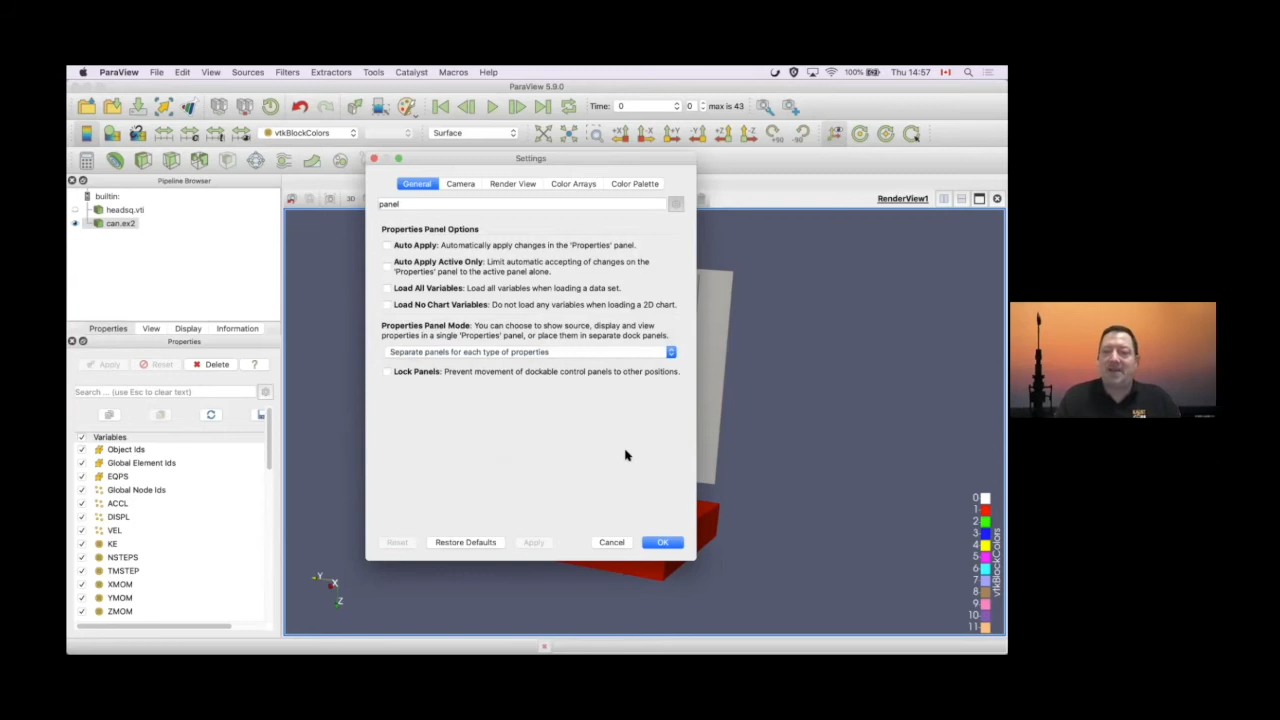 ParaView File Edit View Sources Filters Extractors Tools Catalyst Macros Help 100% Thu 14:57
ParaView 5.9.0
Time: 0 0 max is 43
vtkBlockColors Surface
Pipeline Browser
builtin:
headsq.vti
can.ex2
Properties View Display Information
Properties
Apply Reset Delete ?
Search ... (use Esc to clear text)
Variables
Object Ids
Global Element Ids
EQPS
Global Node Ids
ACCL
DISPL
VEL
KE
NSTEPS
TMSTEP
XMOM
YMOM
ZMOM
3D
RenderView1
Settings
General Camera Render View Color Arrays Color Palette
panel
Properties Panel Options
Auto Apply: Automatically apply changes in the 'Properties' panel.
Auto Apply Active Only: Limit automatic accepting of changes on the
'Properties' panel to the active panel alone.
Load All Variables: Load all variables when loading a data set.
Load No Chart Variables: Do not load any variables when loading a 2D chart.
Properties Panel Mode: You can choose to show source, display and view
properties in a single 'Properties' panel, or place them in separate dock panels.
Separate panels for each type of properties
Lock Panels: Prevent movement of dockable control panels to other positions.
Reset Restore Defaults Apply Cancel OK
Y
X
Z
0
1
2
3
4
5
6
7
8
9
10
11
vtkBlockColors